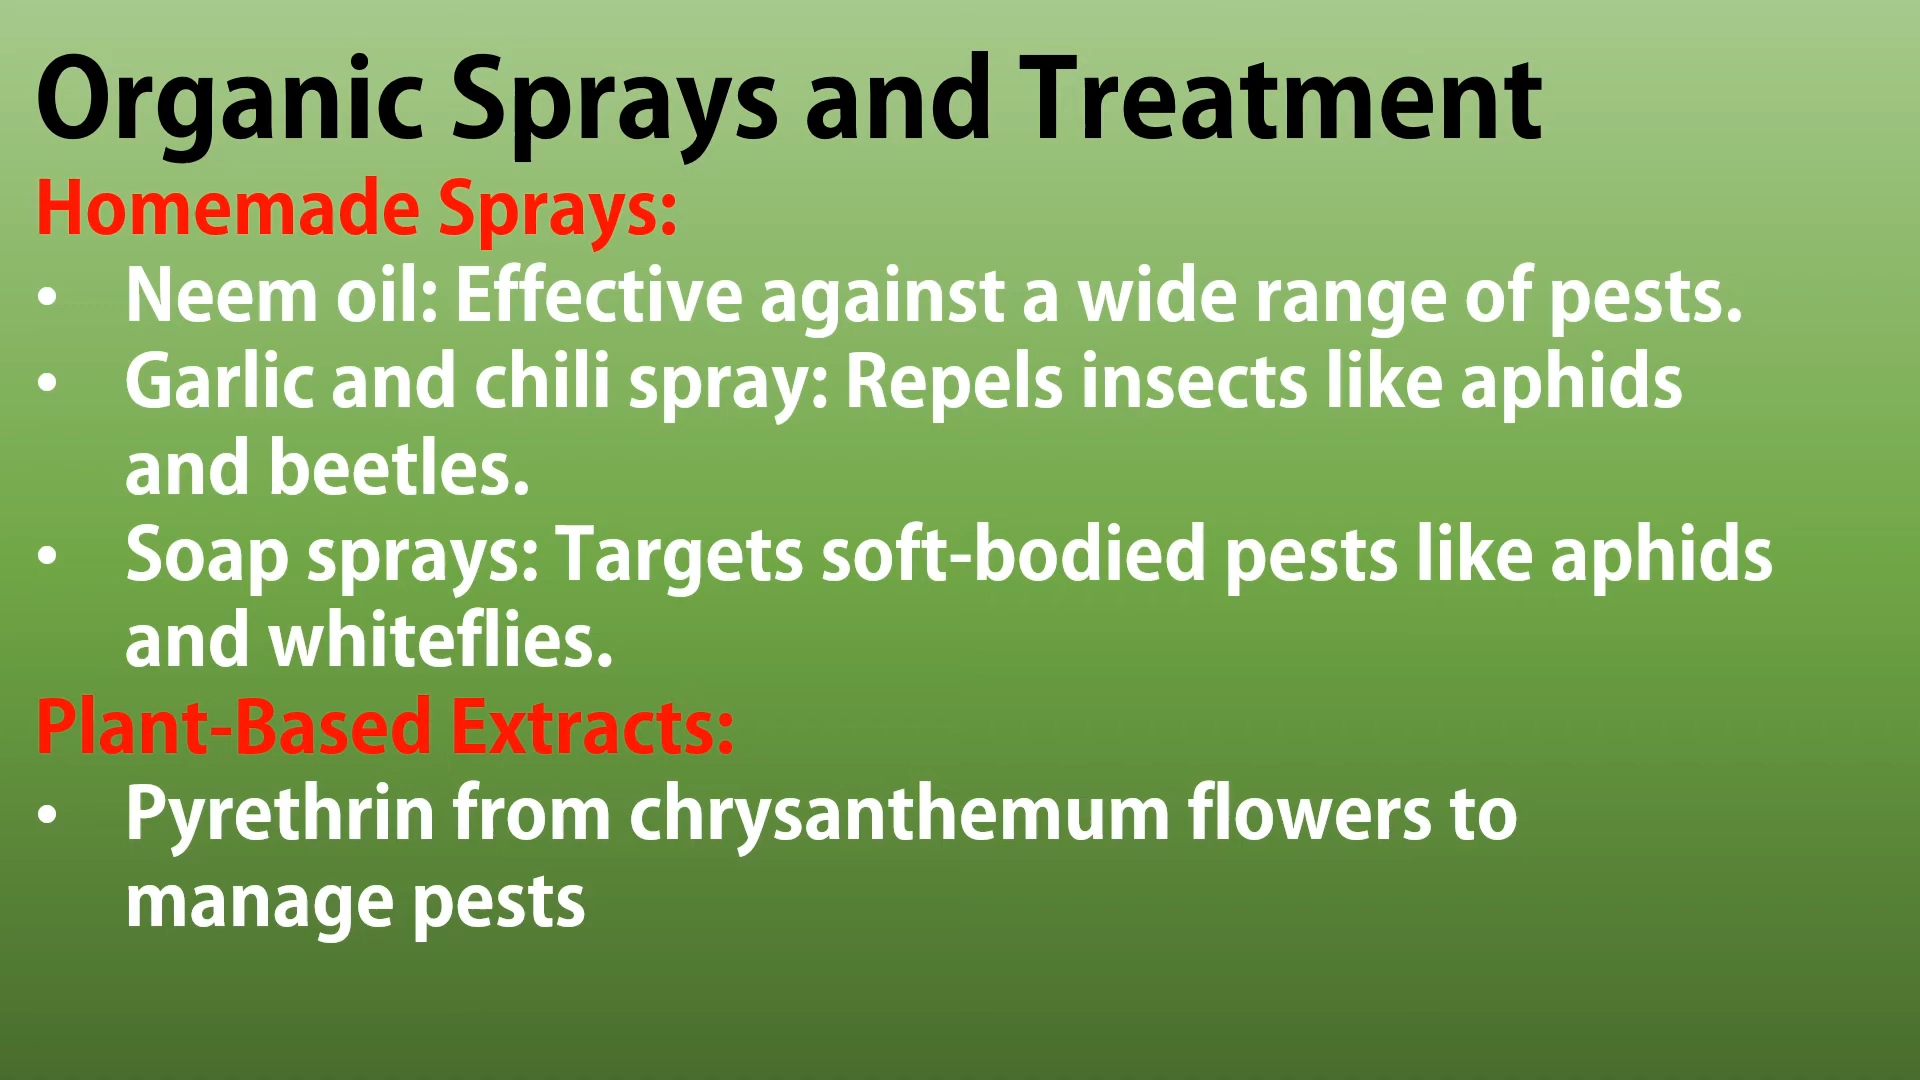 Organic Sprays and Treatment
Homemade Sprays:
• Neem oil: Effective against a wide range of pests.
• Garlic and chili spray: Repels insects like aphids
and beetles.
• Soap sprays: Targets soft-bodied pests like aphids
and whiteflies.
Plant-Based Extracts:
• Pyrethrin from chrysanthemum flowers to
manage pests